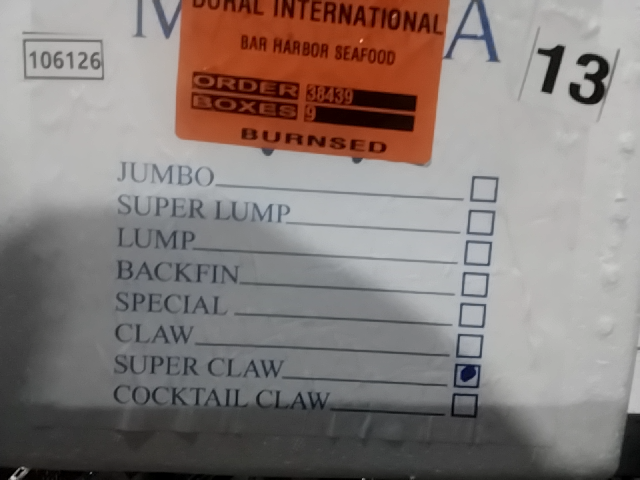 DORAL INTERNATIONAL
BAR HARBOR SEAFOOD
ORDER 38439
BOXES 9
BURNSED
106126
13
JUMBO
SUPER LUMP
LUMP
BACKFIN
SPECIAL
CLAW
SUPER CLAW
COCKTAIL CLAW